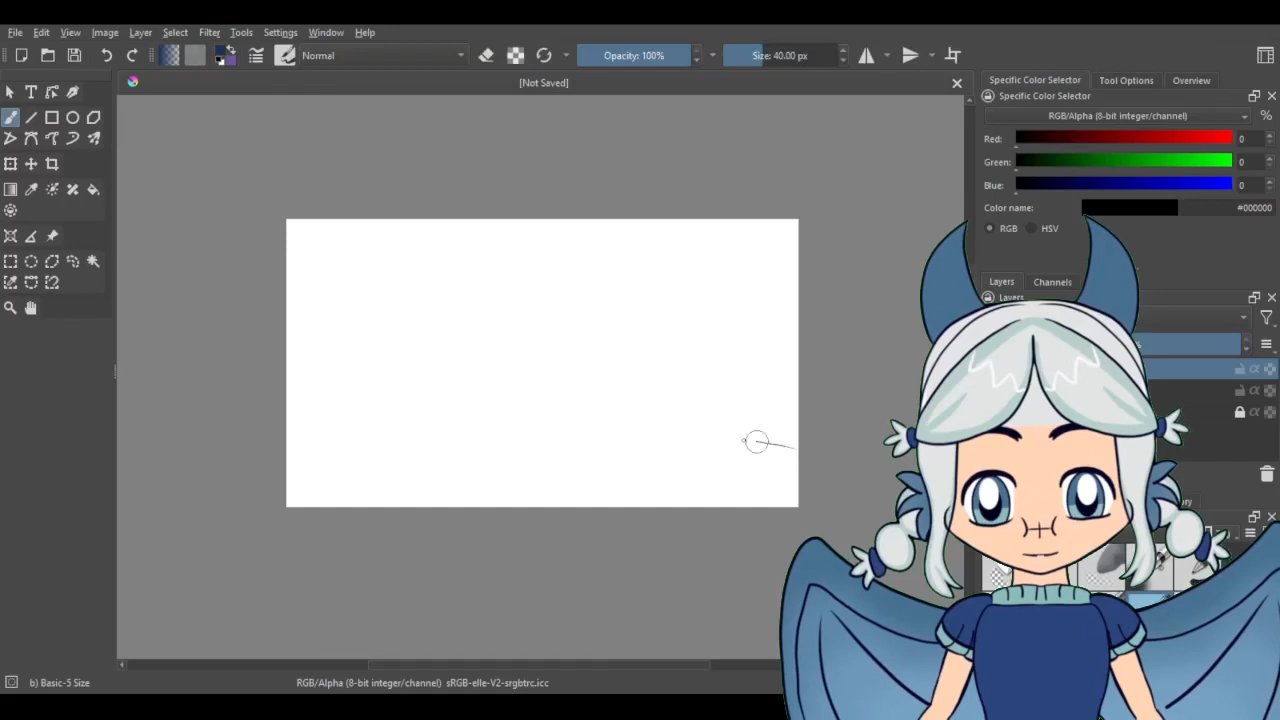 File Edit View Image Layer Select Filter Tools Settings Window Help
Normal Opacity: 100% Size: 40.00 px
[Not Saved]
Specific Color Selector Tool Options Overview
Specific Color Selector
RGB/Alpha (8-bit integer/channel) %
Red: 0
Green: 0
Blue: 0
Color name: #000000
RGB HSV
Layers Channels
Layers
b) Basic-5 Size RGB/Alpha (8-bit integer/channel) sRGB-elle-V2-srgbtrc.icc